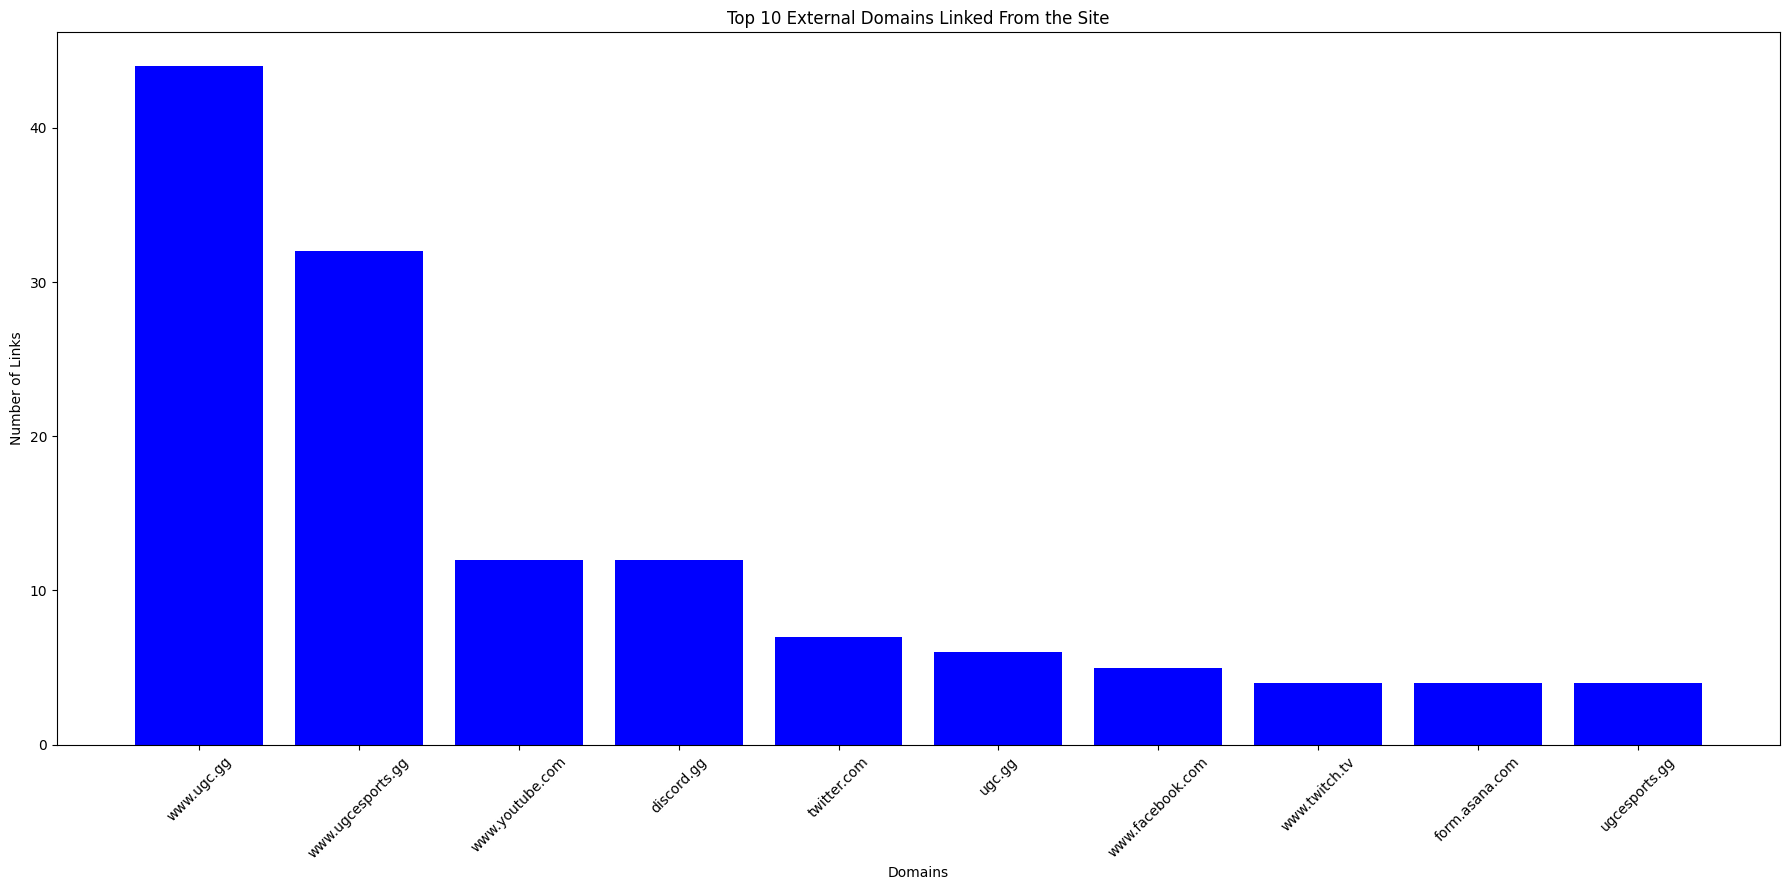 Top 10 External Domains Linked From the Site
Number of Links
40
30
20
10
0
www.ugc.gg
www.ugcesports.gg
www.youtube.com
discord.gg
twitter.com
ugc.gg
www.facebook.com
www.twitch.tv
form.asana.com
ugcesports.gg
Domains